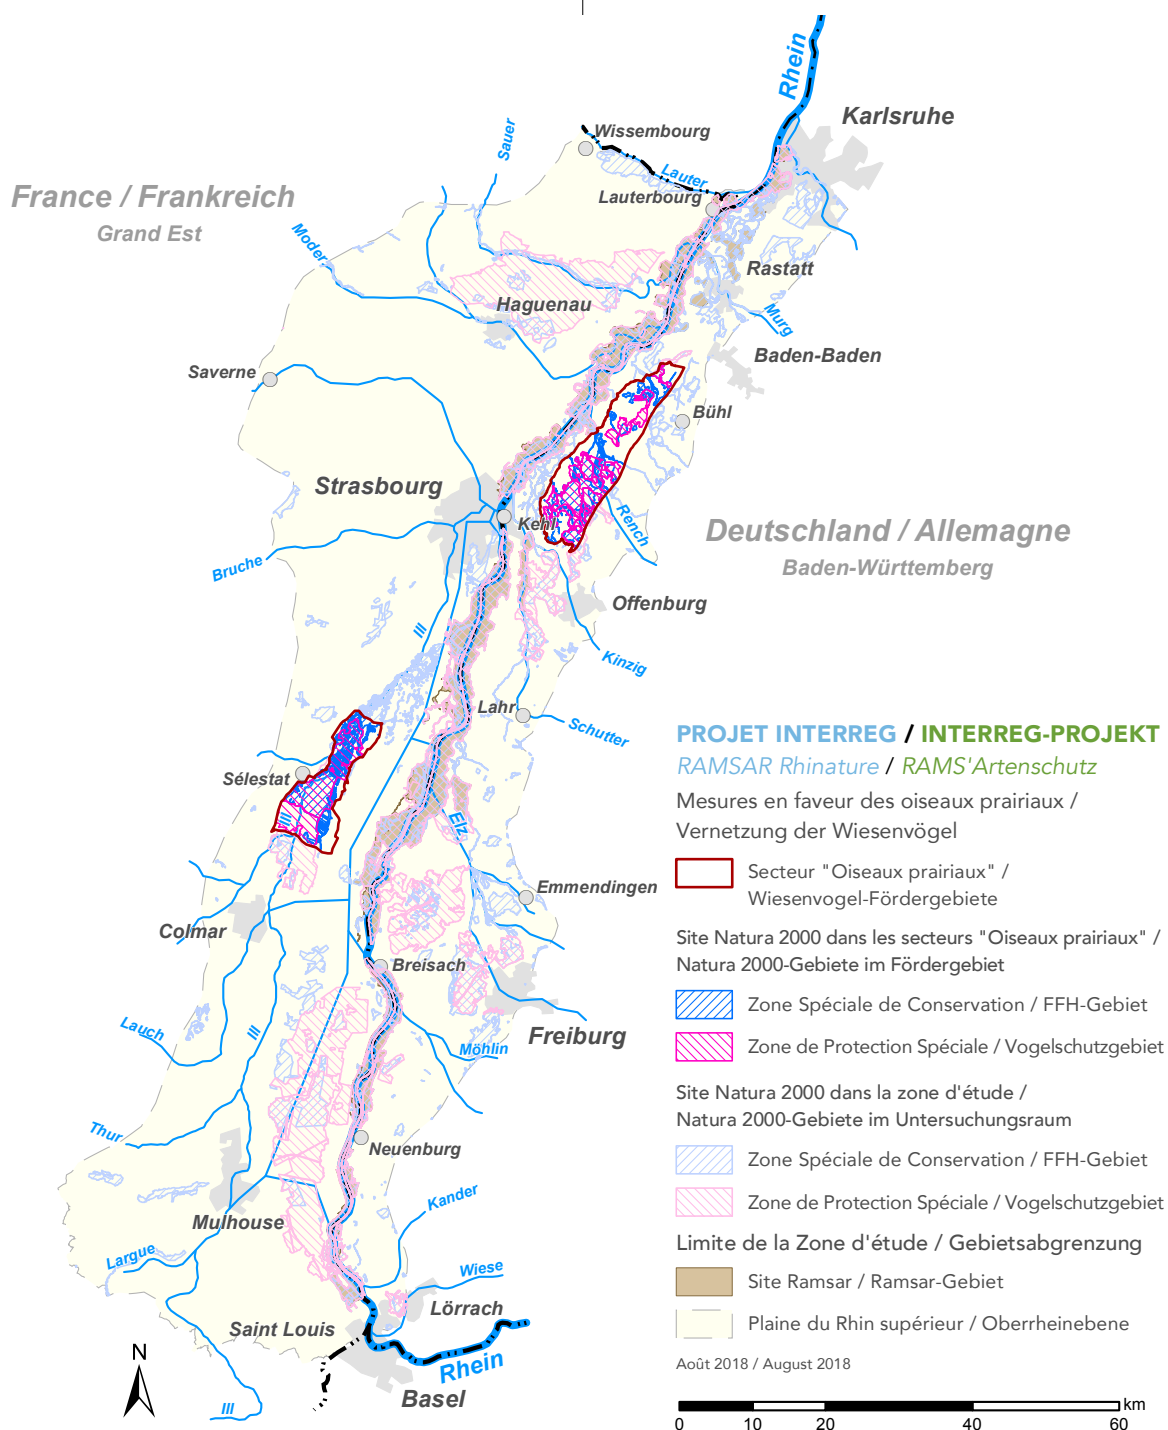 Rhein
Karlsruhe
Wissembourg
Sauer
Lauter
Lauterbourg
France / Frankreich
Grand Est
Moder
Rastatt
Haguenau
Murg
Baden-Baden
Saverne
Bühl
Strasbourg
Kehl
Rench
Deutschland / Allemagne
Baden-Württemberg
Bruche
Offenburg
Ill
Kinzig
Lahr
Schutter
Sélestat
Ill
Elz
Emmendingen
Colmar
Breisach
Lauch
Ill
Freiburg
Möhlin
Thur
Neuenburg
Kander
Mulhouse
Largue
Wiese
Lörrach
Saint Louis
Rhein
Basel
Ill
N
PROJET INTERREG / INTERREG-PROJEKT
RAMSAR Rhinature / RAMS'Artenschutz
Mesures en faveur des oiseaux prairiaux /
Vernetzung der Wiesenvögel
Secteur "Oiseaux prairiaux" /
Wiesenvogel-Fördergebiete
Site Natura 2000 dans les secteurs "Oiseaux prairiaux" /
Natura 2000-Gebiete im Fördergebiet
Zone Spéciale de Conservation / FFH-Gebiet
Zone de Protection Spéciale / Vogelschutzgebiet
Site Natura 2000 dans la zone d'étude /
Natura 2000-Gebiete im Untersuchungsraum
Zone Spéciale de Conservation / FFH-Gebiet
Zone de Protection Spéciale / Vogelschutzgebiet
Limite de la Zone d'étude / Gebietsabgrenzung
Site Ramsar / Ramsar-Gebiet
Plaine du Rhin supérieur / Oberrheinebene
Août 2018 / August 2018
km
0 10 20 40 60